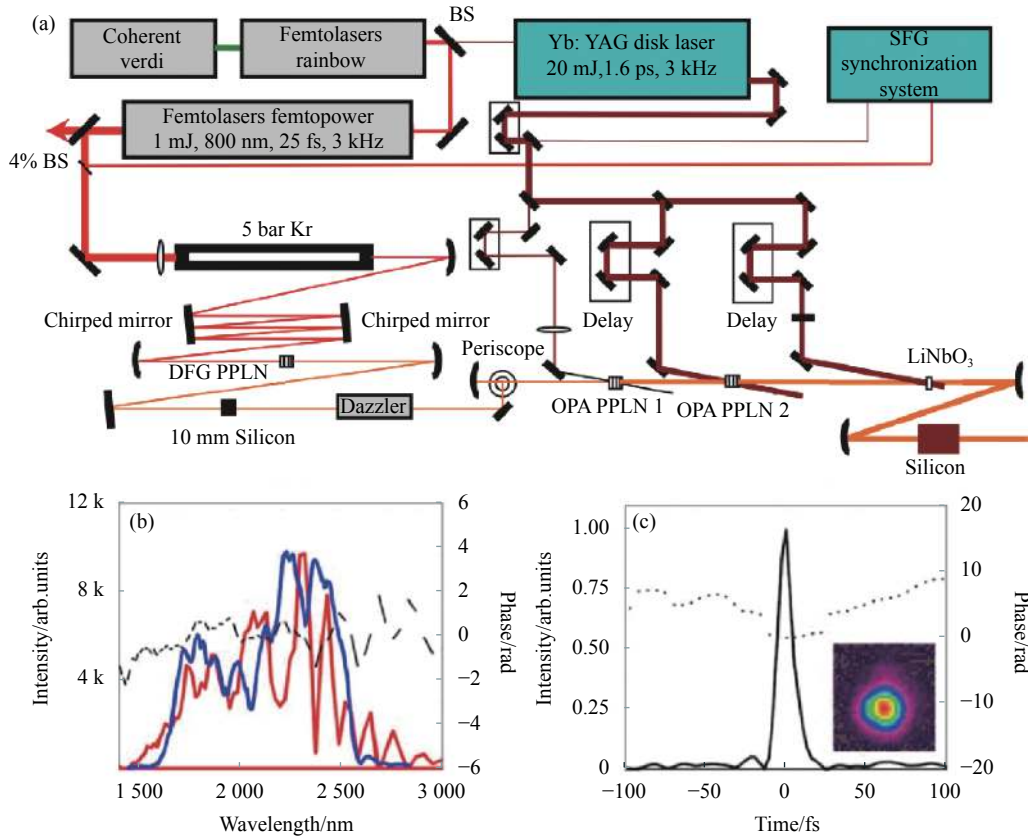 (a)
BS
Coherent
verdi
Femtolasers
rainbow
Yb: YAG disk laser
20 mJ,1.6 ps, 3 kHz
SFG
synchronization
system
Femtolasers femtopower
1 mJ, 800 nm, 25 fs, 3 kHz
4% BS
5 bar Kr
Chirped mirror
Chirped mirror
Delay
Delay
Periscope
LiNbO₃
DFG PPLN
OPA PPLN 1
OPA PPLN 2
Dazzler
10 mm Silicon
Silicon
(b)
12 k
8 k
4 k
Intensity/arb.units
6
4
2
0
−2
−4
−6
Phase/rad
1 500
2 000
2 500
3 000
Wavelength/nm
(c)
1.00
0.75
0.50
0.25
0
Intensity/arb.units
20
10
0
−10
−20
Phase/rad
−100
−50
0
50
100
Time/fs